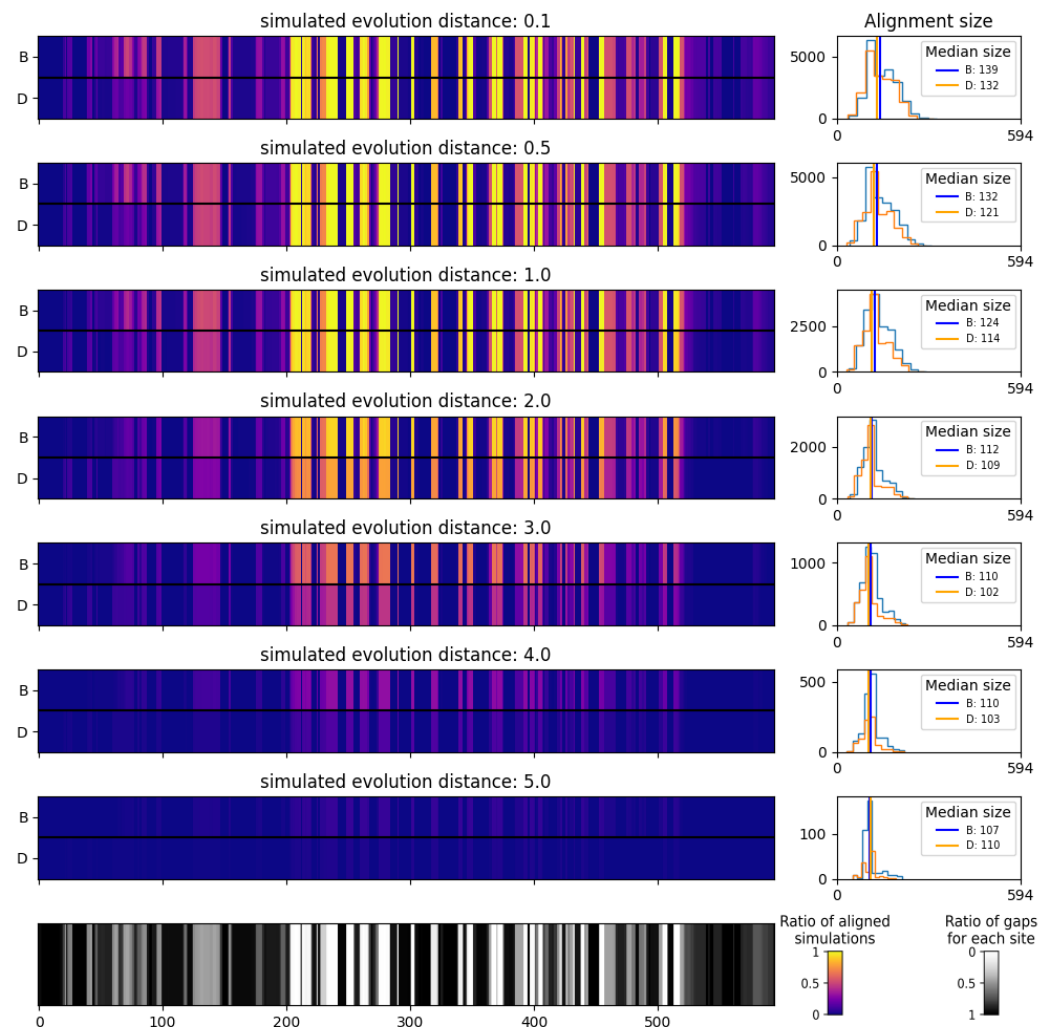 simulated evolution distance: 0.1
Alignment size
B
D
5000
0
Median size
B: 139
D: 132
0
594
simulated evolution distance: 0.5
B
D
5000
0
Median size
B: 132
D: 121
0
594
simulated evolution distance: 1.0
B
D
2500
0
Median size
B: 124
D: 114
0
594
simulated evolution distance: 2.0
B
D
2000
0
Median size
B: 112
D: 109
0
594
simulated evolution distance: 3.0
B
D
1000
0
Median size
B: 110
D: 102
0
594
simulated evolution distance: 4.0
B
D
500
0
Median size
B: 110
D: 103
0
594
simulated evolution distance: 5.0
B
D
100
0
Median size
B: 107
D: 110
0
594
0
100
200
300
400
500
Ratio of aligned
simulations
1
0.5
0
Ratio of gaps
for each site
0
0.5
1
0
100
200
300
400
500